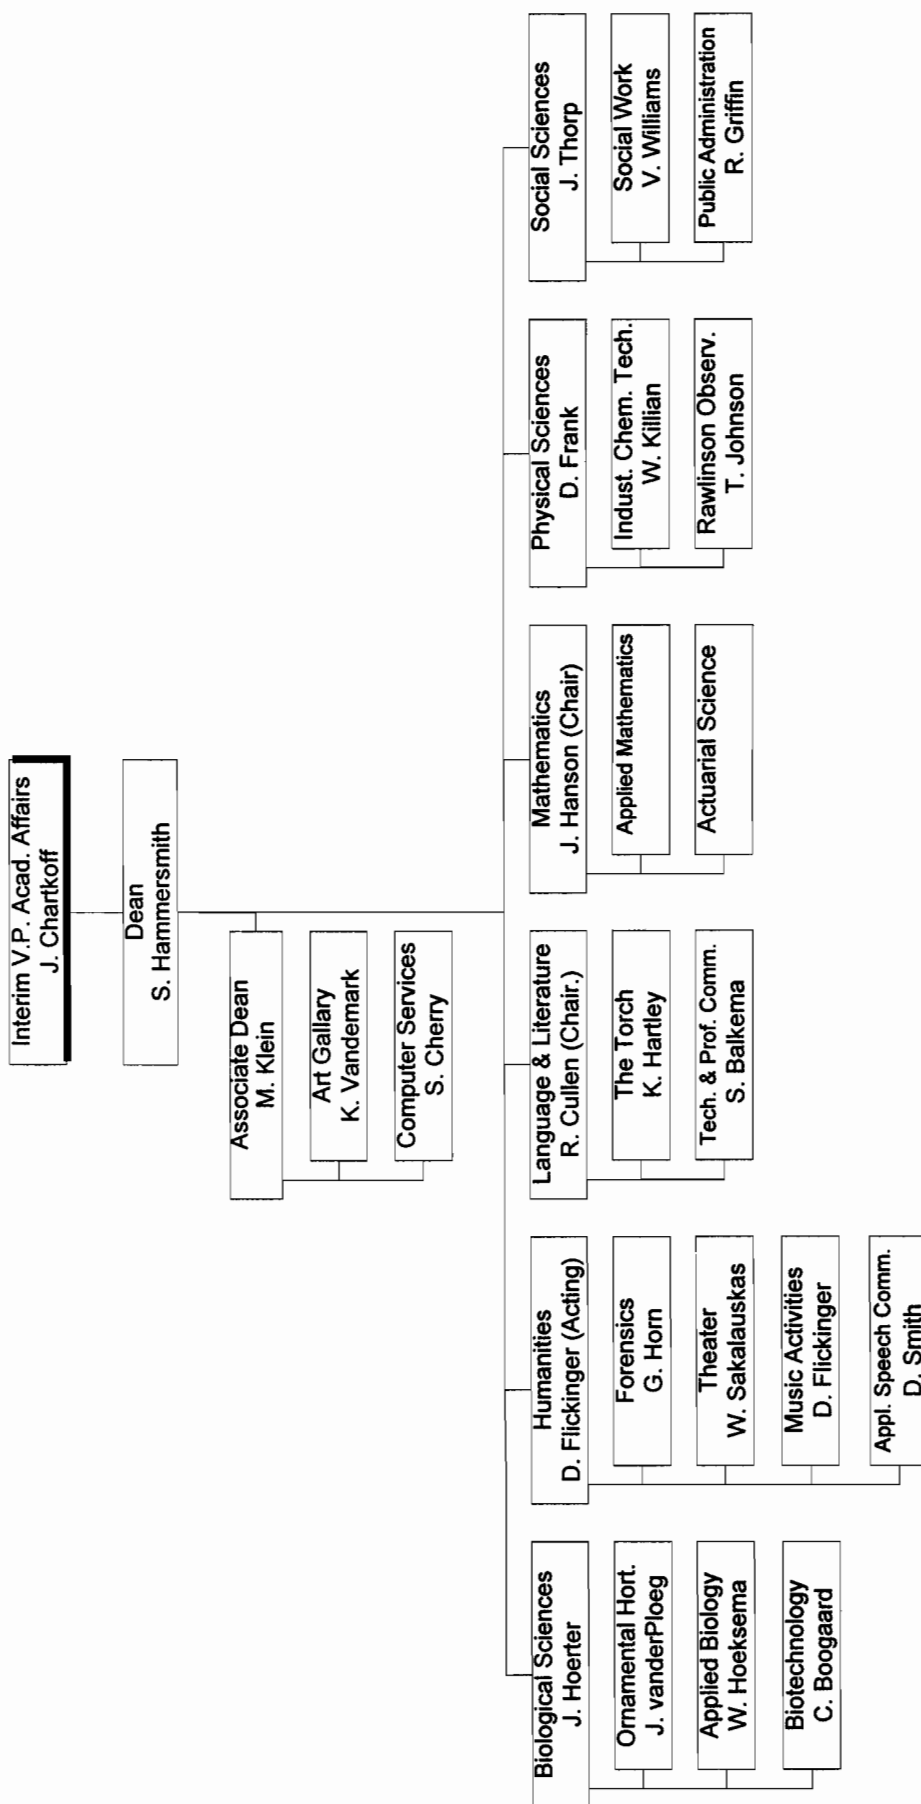 Interim V.P. Acad. Affairs
J. Chartkoff
Dean
S. Hammersmith
Associate Dean
M. Klein
Art Gallary
K. Vandemark
Computer Services
S. Cherry
Biological Sciences
J. Hoerter
Ornamental Hort.
J. vanderPloeg
Applied Biology
W. Hoeksema
Biotechnology
C. Boogaard
Humanities
D. Flickinger (Acting)
Forensics
G. Horn
Theater
W. Sakalauskas
Music Activities
D. Flickinger
Appl. Speech Comm.
D. Smith
Language & Literature
R. Cullen (Chair.)
The Torch
K. Hartley
Tech. & Prof. Comm.
S. Balkema
Mathematics
J. Hanson (Chair)
Applied Mathematics
Actuarial Science
Physical Sciences
D. Frank
Indust. Chem. Tech.
W. Killian
Rawlinson Observ.
T. Johnson
Social Sciences
J. Thorp
Social Work
V. Williams
Public Administration
R. Griffin